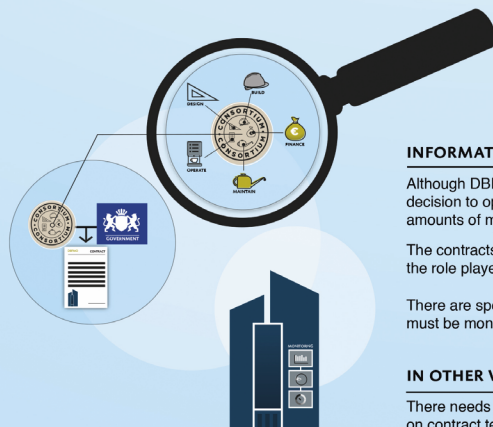 BUILD
DESIGN
CONSORTIUM
CONSORTIUM
FINANCE
OPERATE
MAINTAIN
CONSORTIUM
CONSORTIUM
GOVERNMENT
CONTRACT
MONITORING
INFORMAT
Although DB
decision to op
amounts of m
The contracts
the role playe
There are spe
must be mon
IN OTHER V
There needs
on contract te